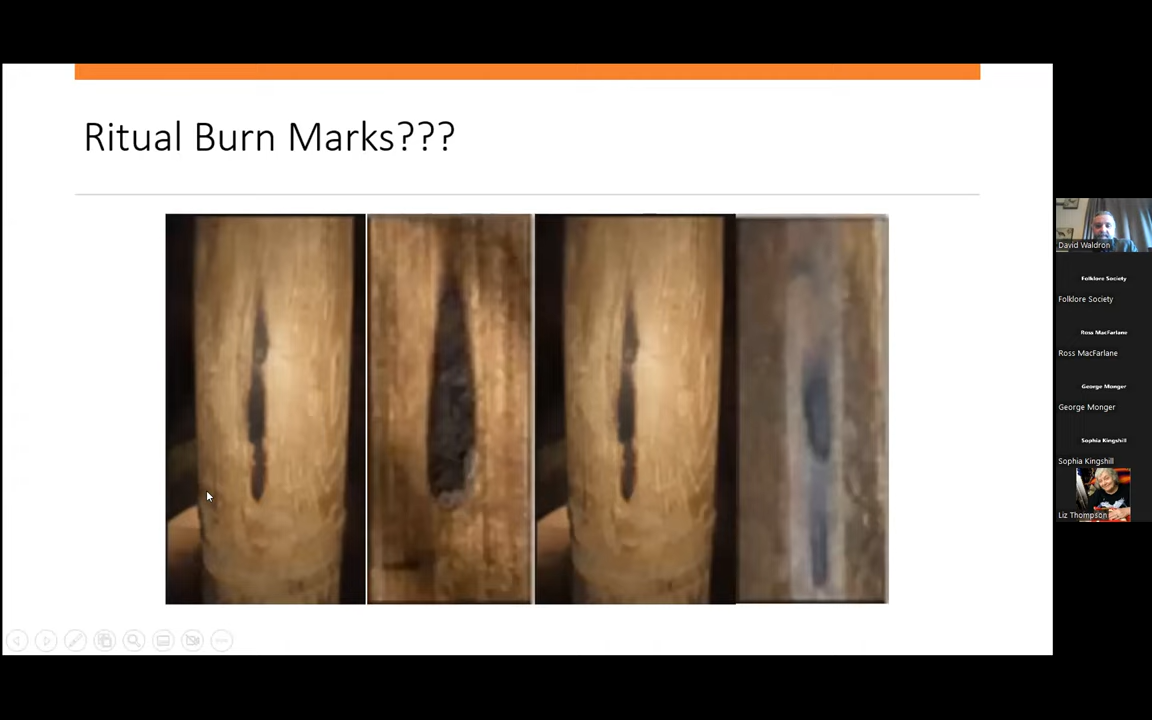 Ritual Burn Marks???
David Waldron
Folklore Society
Folklore Society
Ross MacFarlane
Ross MacFarlane
George Monger
George Monger
Sophia Kingshill
Sophia Kingshill
Liz Thompson